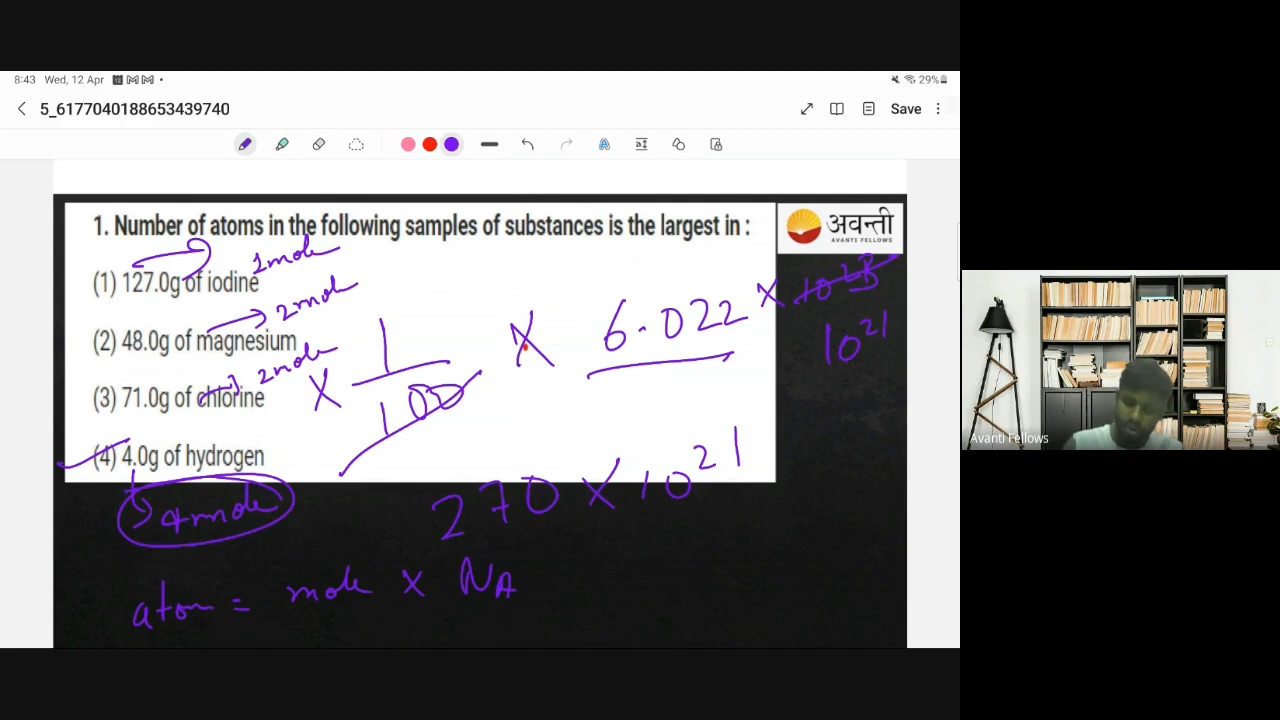 8:43 Wed, 12 Apr
29%
5_6177040188653439740
Save
1. Number of atoms in the following samples of substances is the largest in :
अवन्ती
AVANTI FELLOWS
(1) 127.0g of iodine 1mole
(2) 48.0g of magnesium 2mole
(3) 71.0g of chlorine 2mole
(4) 4.0g of hydrogen
4mole
× 1/100 × 6.022 × 10^23
10^21
270 × 10^21
atom = mole × NA
Avanti Fellows